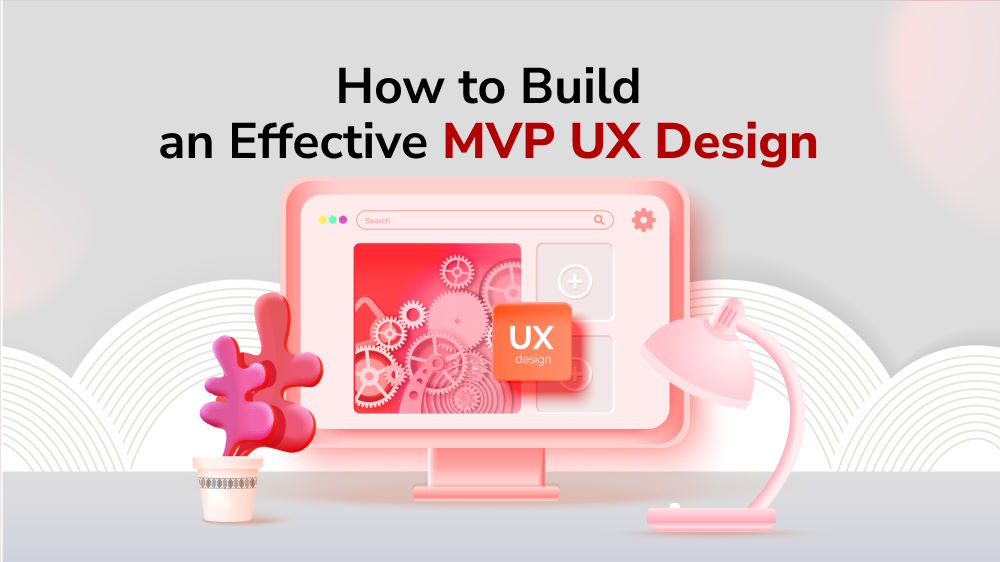 How to Build
an Effective MVP UX Design
Search
UX
design